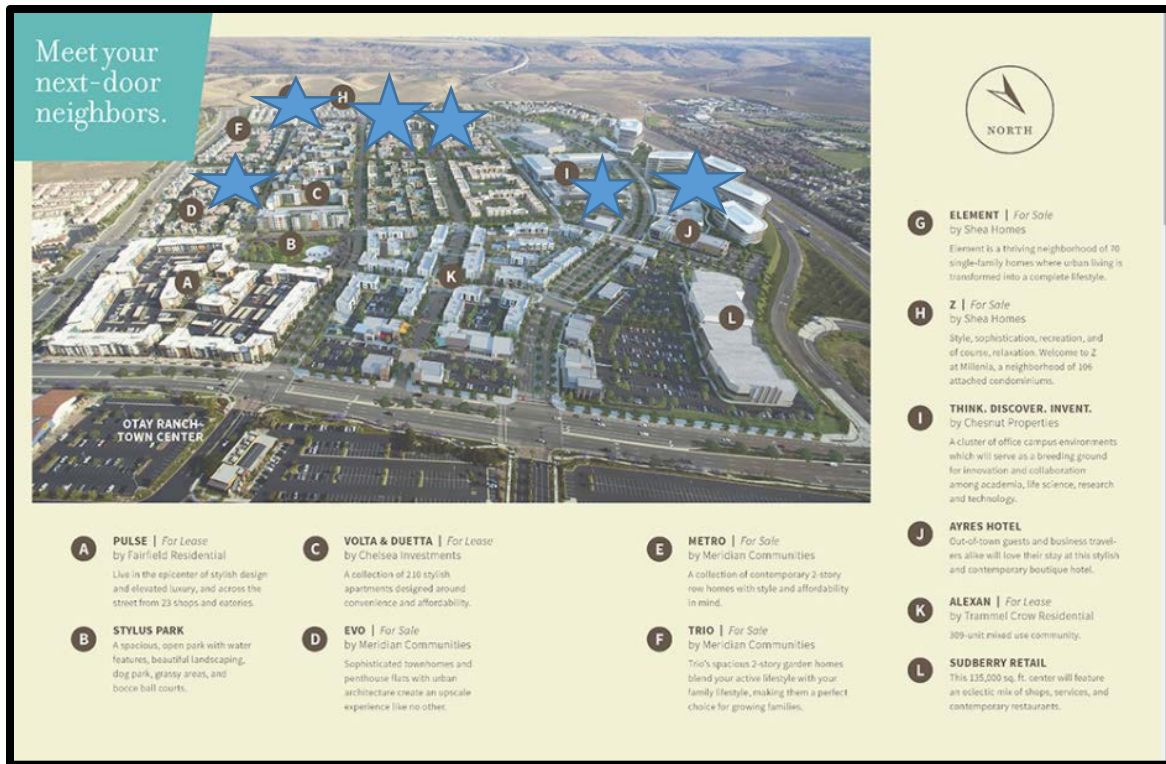 Meet your
next-door
neighbors.
H
F
I
C
D
B
J
A
K
L
OTAY RANCH
TOWN CENTER
NORTH
G
ELEMENT | For Sale
by Shea Homes
Element is a thriving neighborhood of 70
single-family homes where urban living is
transformed into a complete lifestyle.
H
Z | For Sale
by Shea Homes
Style, sophistication, recreation, and
of course, relaxation. Welcome to Z
at Millenia, a neighborhood of 106
attached condominiums.
I
THINK. DISCOVER. INVENT.
by Chesnut Properties
A cluster of office campus environments
which will serve as a breeding ground
for innovation and collaboration
among academia, life science, research
and technology.
J
AYRES HOTEL
Out-of-town guests and business travel-
ers alike will love their stay at this stylish
and contemporary boutique hotel.
K
ALEXAN | For Lease
by Trammel Crow Residential
309-unit mixed use community.
L
SUDBERRY RETAIL
This 135,000 sq. ft. center will feature
an eclectic mix of shops, services, and
contemporary restaurants.
A
PULSE | For Lease
by Fairfield Residential
Live in the epicenter of stylish design
and elevated luxury, and across the
street from 23 shops and eateries.
B
STYLUS PARK
A spacious, open park with water
features, beautiful landscaping,
dog park, grassy areas, and
bocce ball courts.
C
VOLTA & DUETTA | For Lease
by Chelsea Investments
A collection of 210 stylish
apartments designed around
convenience and affordability.
D
EVO | For Sale
by Meridian Communities
Sophisticated townhomes and
penthouse flats with urban
architecture create an upscale
experience like no other.
E
METRO | For Sale
by Meridian Communities
A collection of contemporary 2-story
row homes with style and affordability
in mind.
F
TRIO | For Sale
by Meridian Communities
Trio's spacious 2-story garden homes
blend your active lifestyle with your
family lifestyle, making them a perfect
choice for growing families.